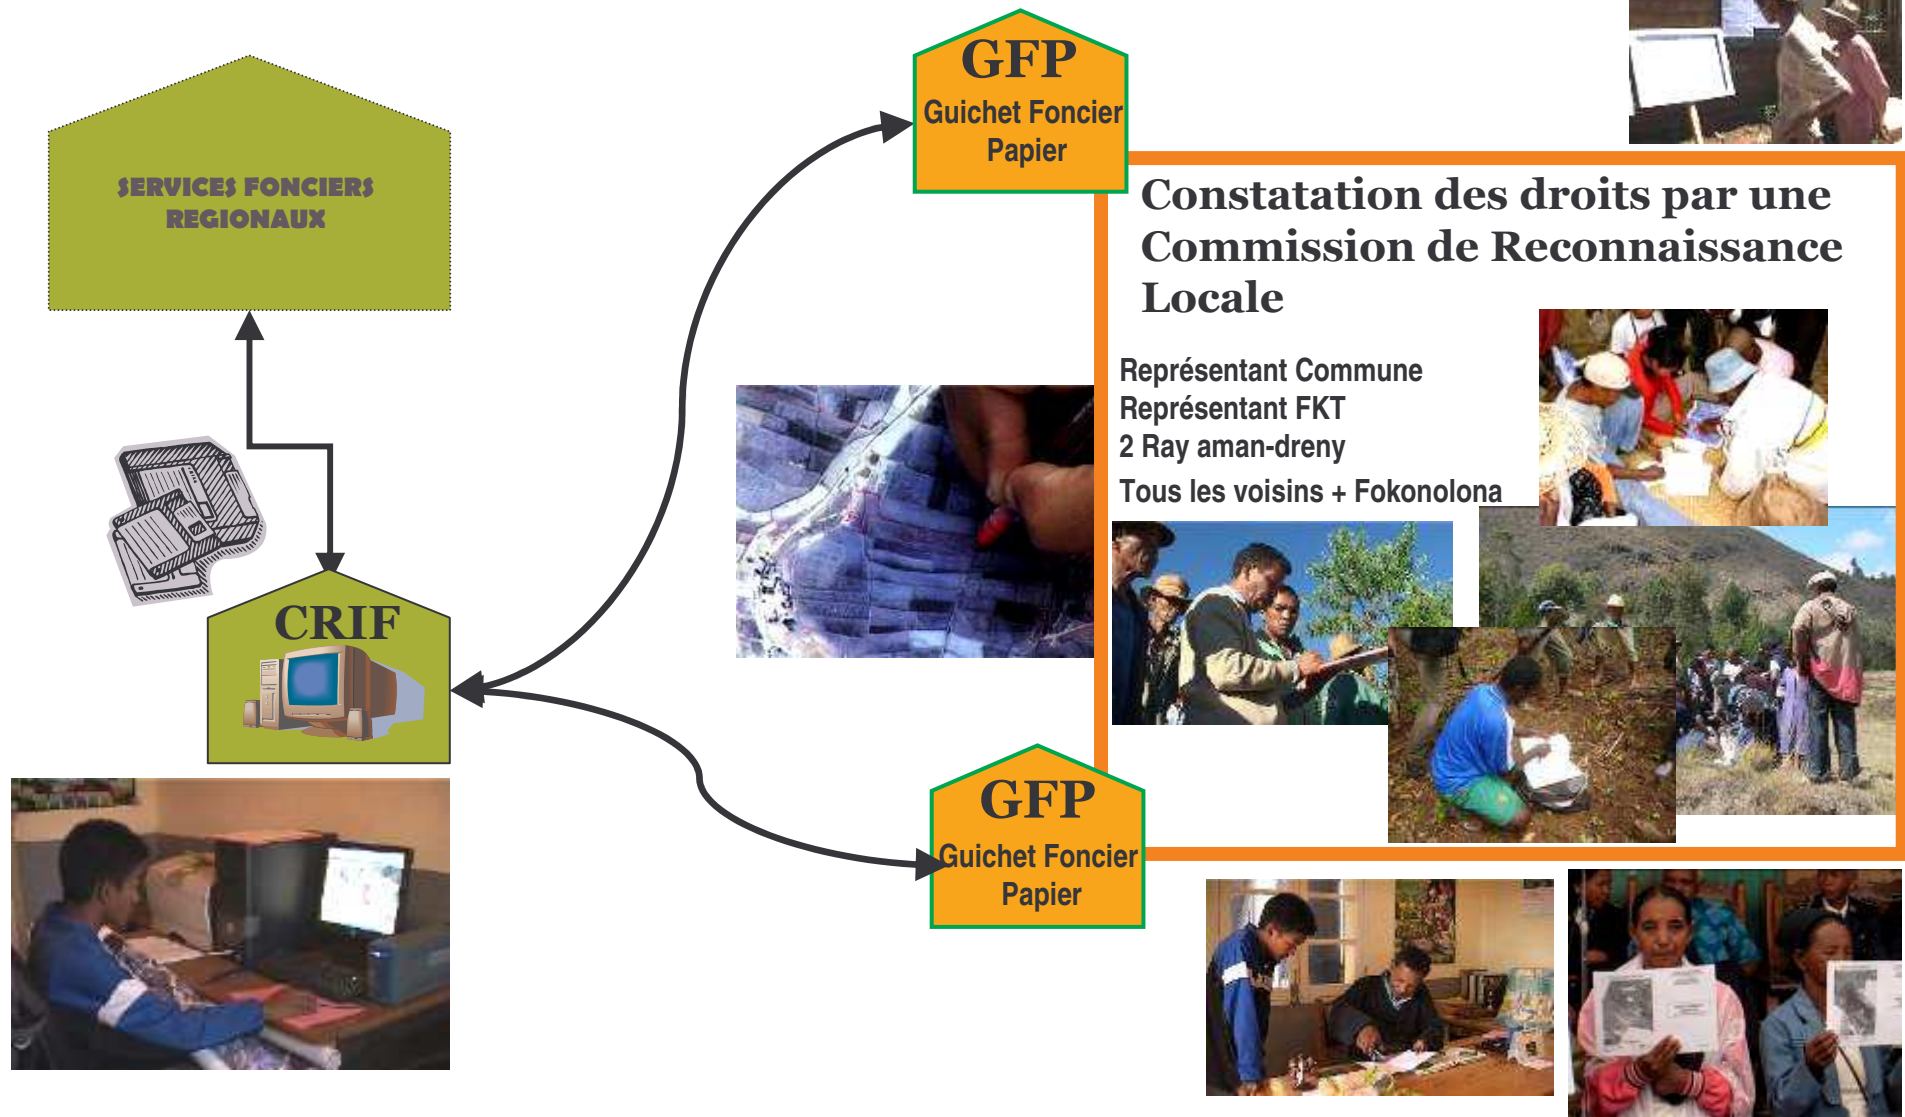 SERVICES FONCIERS
REGIONAUX
CRIF
GFP
Guichet Foncier
Papier
Constatation des droits par une
Commission de Reconnaissance
Locale
Représentant Commune
Représentant FKT
2 Ray aman-dreny
Tous les voisins + Fokonolona
GFP
Guichet Foncier
Papier